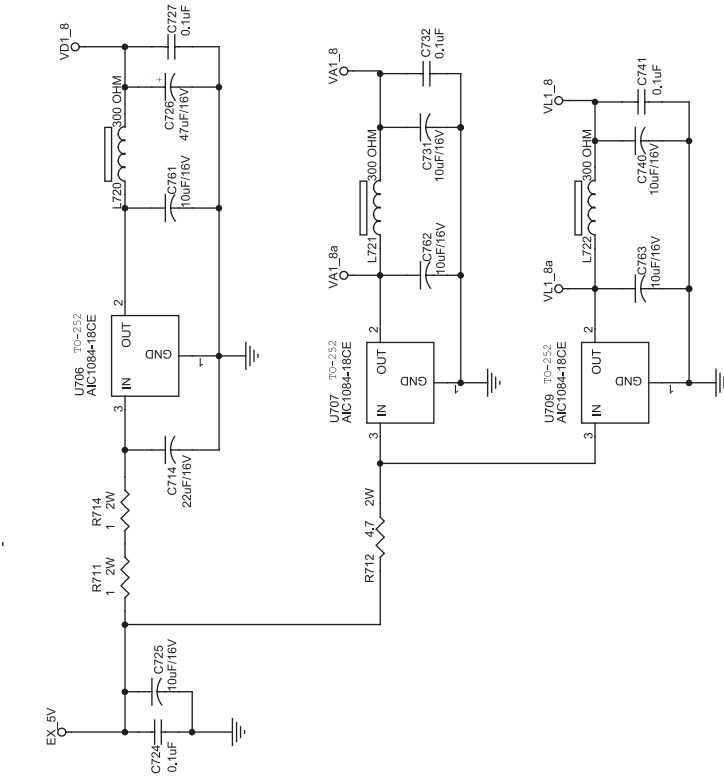 EX_5V
C724
0.1uF
C725
10uF/16V
R711
1 2W
R714
1 2W
C714
22uF/16V
U706 TO-252
AIC1084-18CE
3
IN
OUT
GND
2
1
L720
300 OHM
C761
10uF/16V
C726
47uF/16V
+
VD1_8
C727
0.1uF
R712
4.7 2W
U707 TO-252
AIC1084-18CE
3
IN
OUT
GND
2
1
VA1_8a
C762
10uF/16V
L721
300 OHM
C731
10uF/16V
VA1_8
C732
0.1uF
U709 TO-252
AIC1084-18CE
3
IN
OUT
GND
2
1
VL1_8a
C763
10uF/16V
L722
300 OHM
C740
10uF/16V
VL1_8
C741
0.1uF